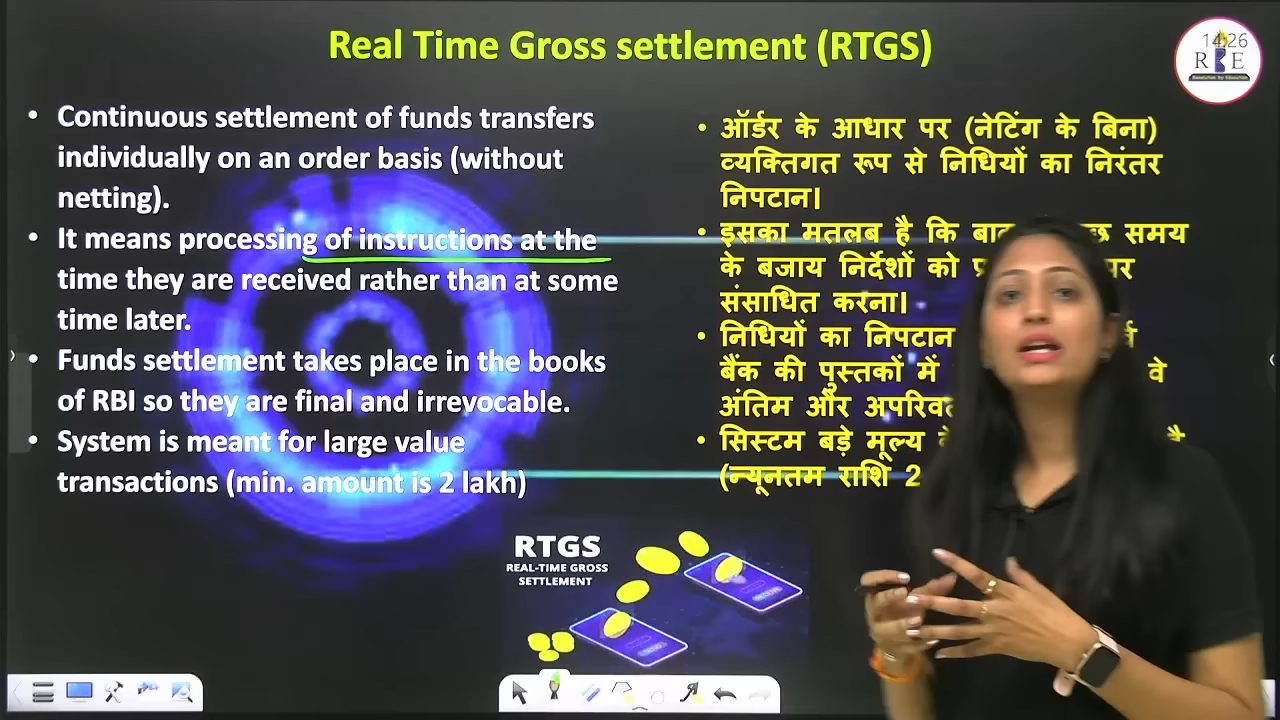 Real Time Gross settlement (RTGS)
14:26
R E
Resolution by Education
• Continuous settlement of funds transfers
individually on an order basis (without
netting).
• It means processing of instructions at the
time they are received rather than at some
time later.
• Funds settlement takes place in the books
of RBI so they are final and irrevocable.
• System is meant for large value
transactions (min. amount is 2 lakh)
• ऑर्डर के आधार पर (नेटिंग के बिना)
व्यक्तिगत रूप से निधियों का निरंतर
निपटान।
• इसका मतलब है कि समय
के बजाय निर्देशों को
संसाधित करना।
• निधियों का निपटान
बैंक की पुस्तकों में वे
अंतिम और
• सिस्टम बड़े मूल्य
(न्यूनतम राशि 2
RTGS
REAL-TIME GROSS
SETTLEMENT